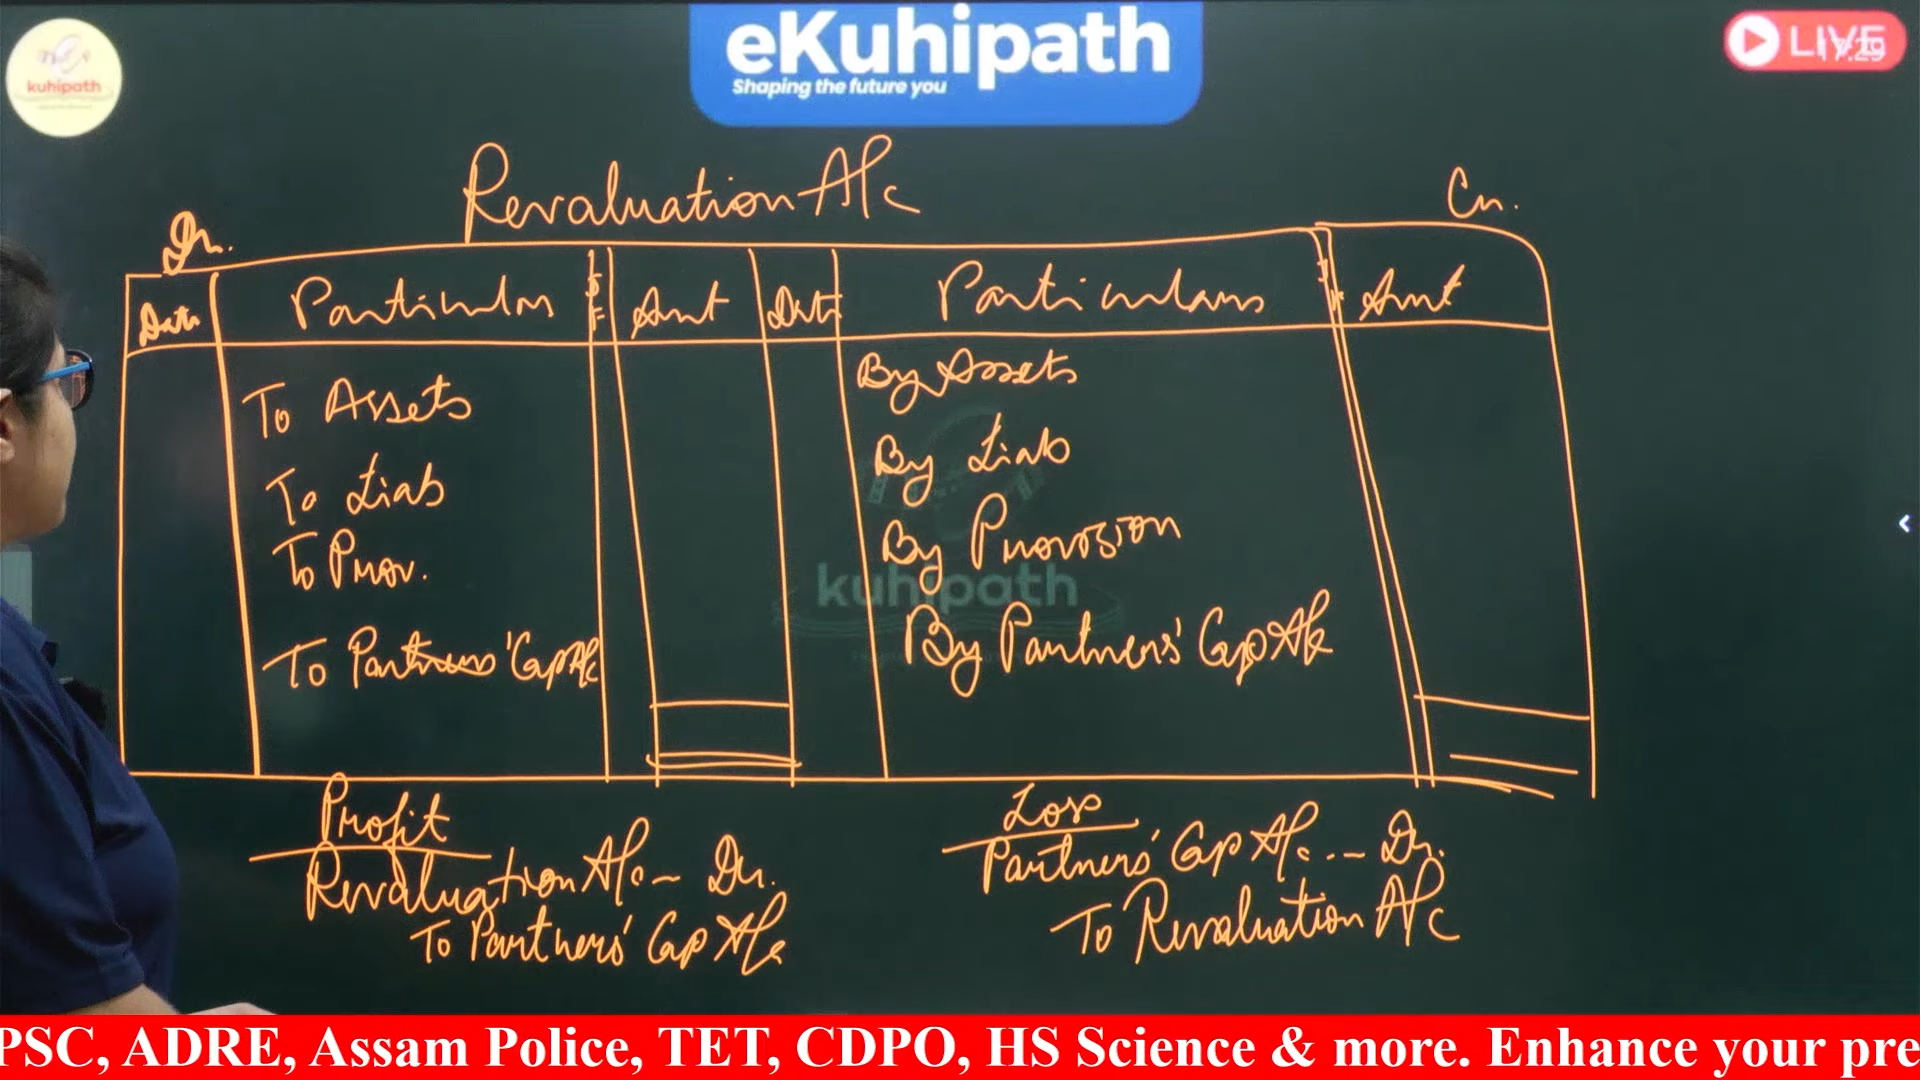 kuhipath
eKuhipath
Shaping the future you
LIVE
Revaluation A/c
Dr.
Cr.
Date Particulars J F Amt Date Particulars J F Amt
To Assets
To Liab
To Prov.
To Partners' Cap A/c
By Assets
By Liab
By Provision
By Partners' Cap A/c
kuhipath
Profit
Revaluation A/c - Dr.
To Partners' Cap A/c
Loss
Partners' Cap A/c - Dr.
To Revaluation A/c
PSC, ADRE, Assam Police, TET, CDPO, HS Science & more. Enhance your pre